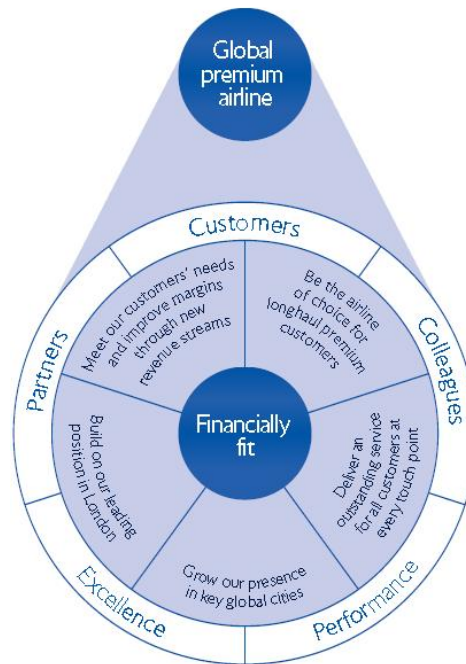 Global
premium
airline
Customers
Partners
Colleagues
Meet our customers' needs
and improve margins
through new
revenue streams
Be the airline
of choice for
longhaul premium
customers
Financially
fit
Build on our leading
position in London
Deliver an
outstanding service
for all customers at
every touch point
Grow our presence
in key global cities
Excellence
Performance